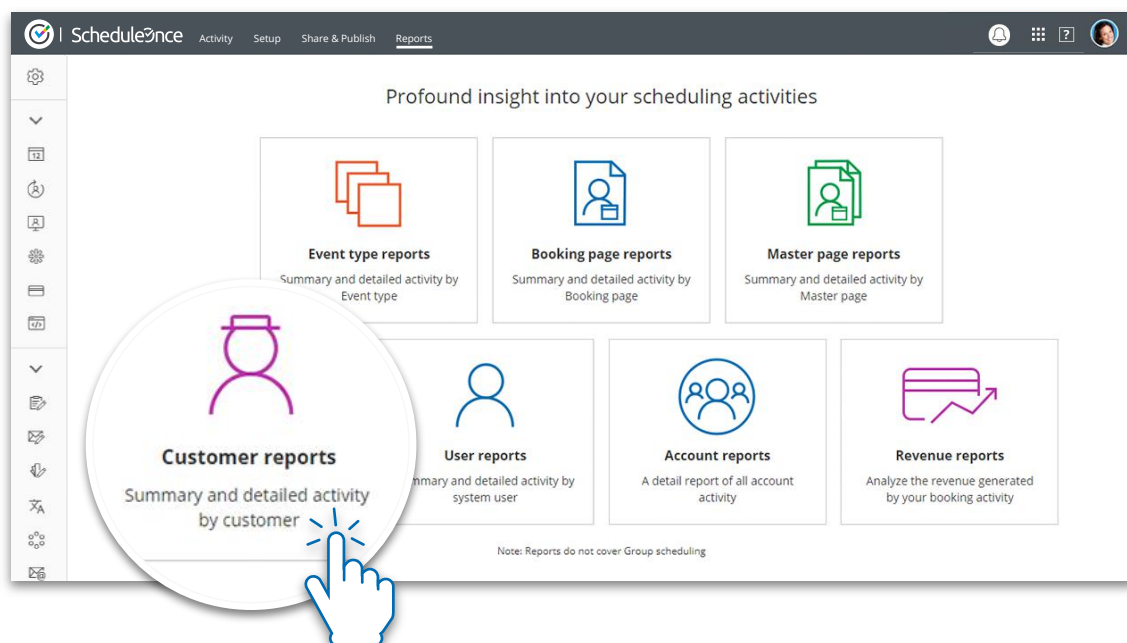 ScheduleOnce Activity Setup Share & Publish Reports ?
Profound insight into your scheduling activities
12
Event type reports
Summary and detailed activity by
Event type
Booking page reports
Summary and detailed activity by
Booking page
Master page reports
Summary and detailed activity by
Master page
Customer reports
Summary and detailed activity
by customer
User reports
mmary and detailed activity by
system user
Account reports
A detail report of all account
activity
Revenue reports
Analyze the revenue generated
by your booking activity
Note: Reports do not cover Group scheduling